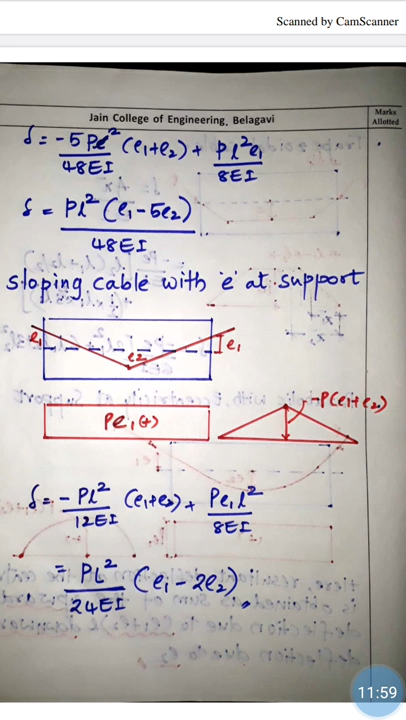 Scanned by CamScanner
Jain College of Engineering, Belagavi
Marks Allotted
δ = -5Pl²/48EI (e₁+e₂) + Pl²e₁/8EI
δ = Pl²(e₁-5e₂)/48EI
sloping cable with 'e' at support
e₁ e₂ e₁
Pe₁(+) -P(e₁+e₂)
δ = -Pl²/12EI (e₁+e₂) + Pe₁l²/8EI
= PL²/24EI (e₁-2e₂)
11:59